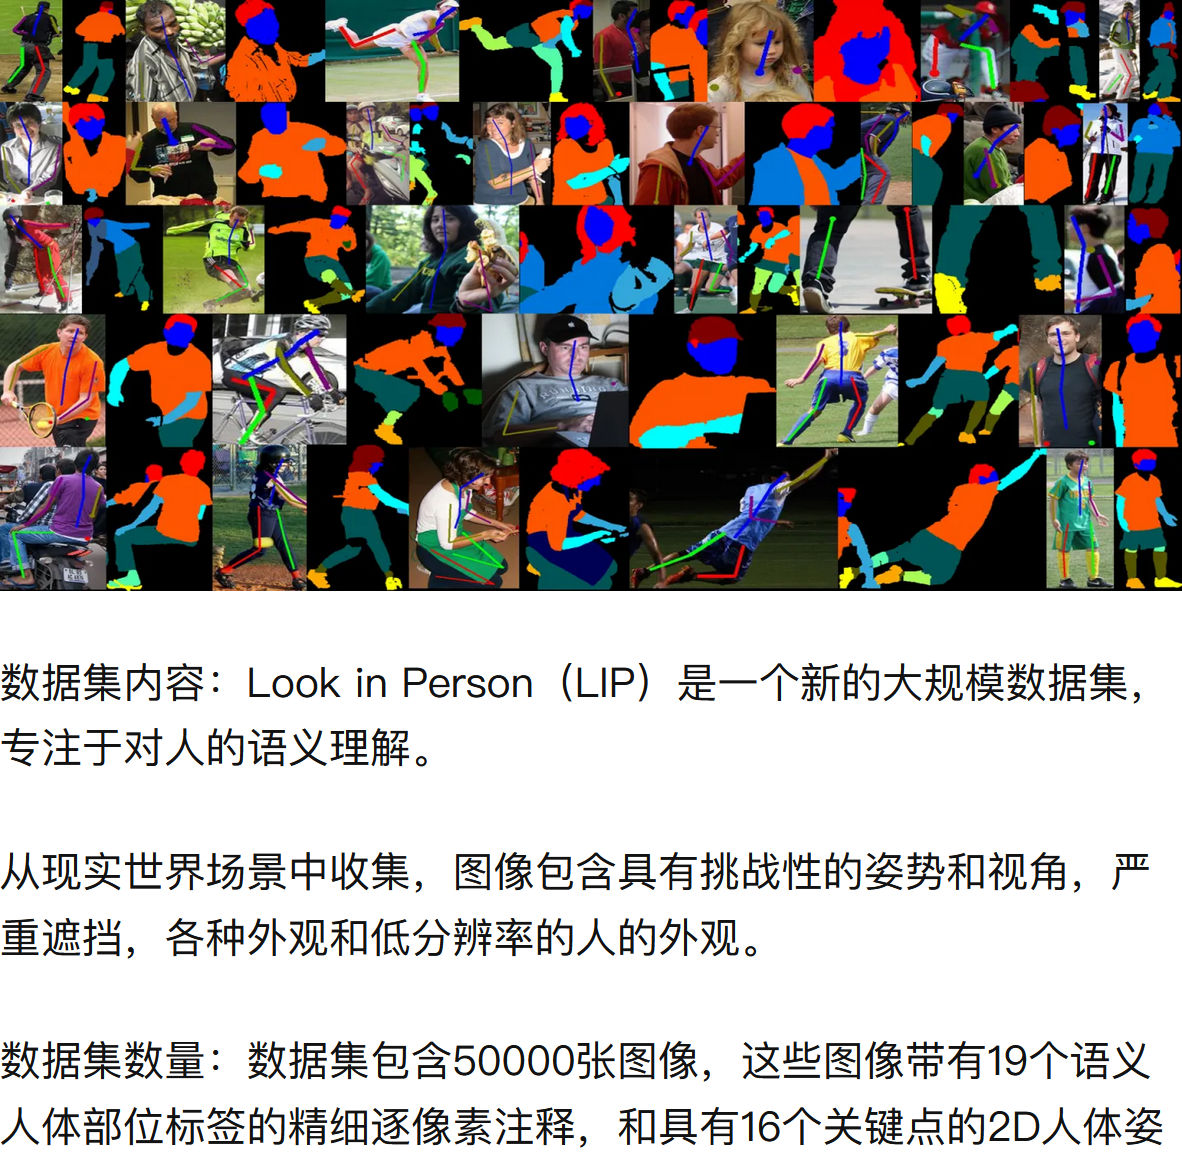 数据集内容：Look in Person（LIP）是一个新的大规模数据集，
专注于对人的语义理解。
从现实世界场景中收集，图像包含具有挑战性的姿势和视角，严
重遮挡，各种外观和低分辨率的人的外观。
数据集数量：数据集包含50000张图像，这些图像带有19个语义
人体部位标签的精细逐像素注释，和具有16个关键点的2D人体姿